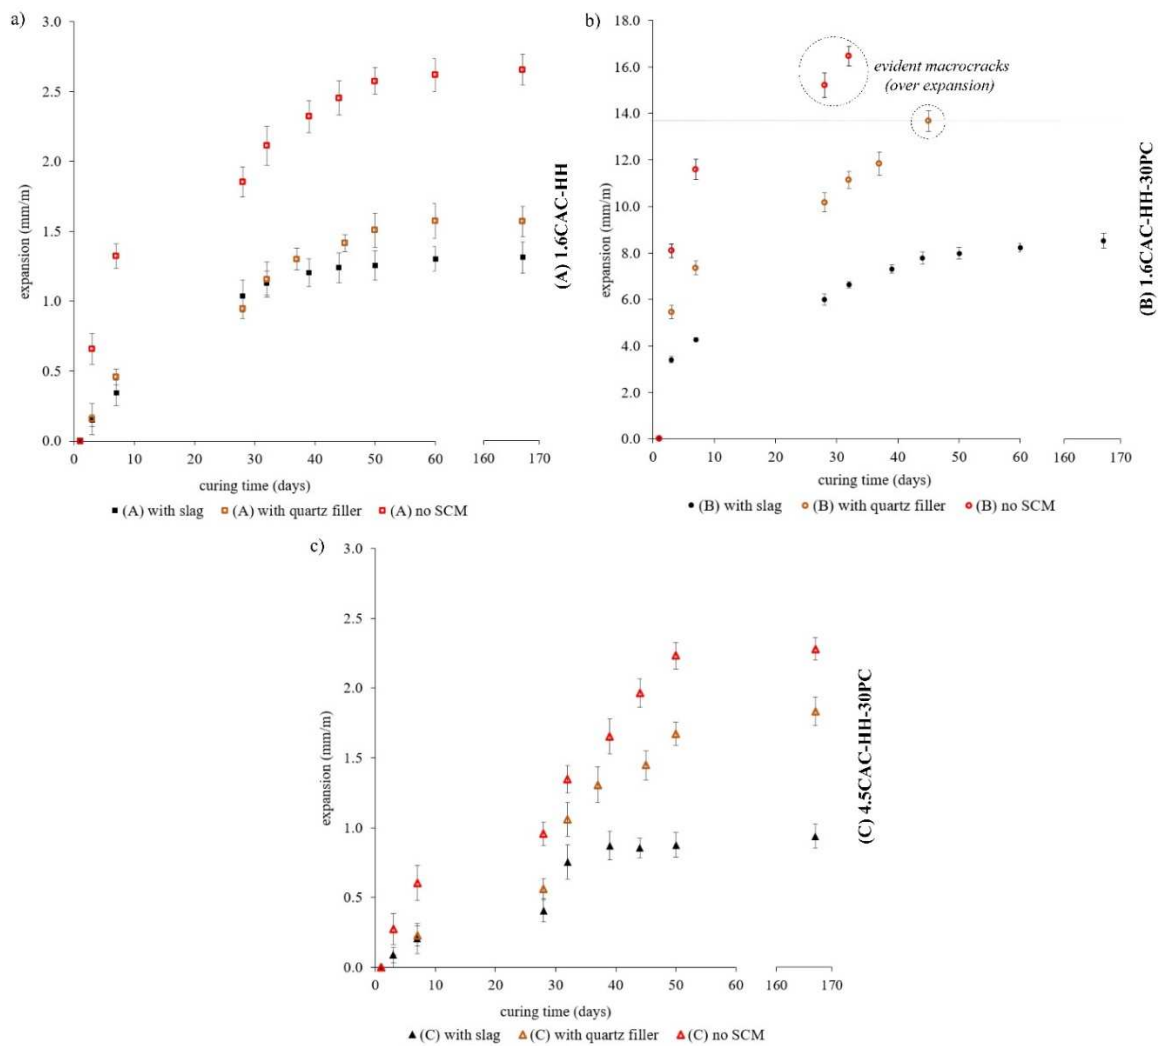 a)
3.0
2.5
2.0
1.5
1.0
0.5
0.0
expansion (mm/m)
0 10 20 30 40 50 60 160 170
curing time (days)
(A) with slag (A) with quartz filler (A) no SCM
(A) 1.6CAC-HH
b)
18.0
16.0
14.0
12.0
10.0
8.0
6.0
4.0
2.0
0.0
expansion (mm/m)
evident macrocracks
(over expansion)
0 10 20 30 40 50 60 160 170
curing time (days)
(B) with slag (B) with quartz filler (B) no SCM
(B) 1.6CAC-HH-30PC
c)
3.0
2.5
2.0
1.5
1.0
0.5
0.0
expansion (mm/m)
0 10 20 30 40 50 60 160 170
curing time (days)
(C) with slag (C) with quartz filler (C) no SCM
(C) 4.5CAC-HH-30PC